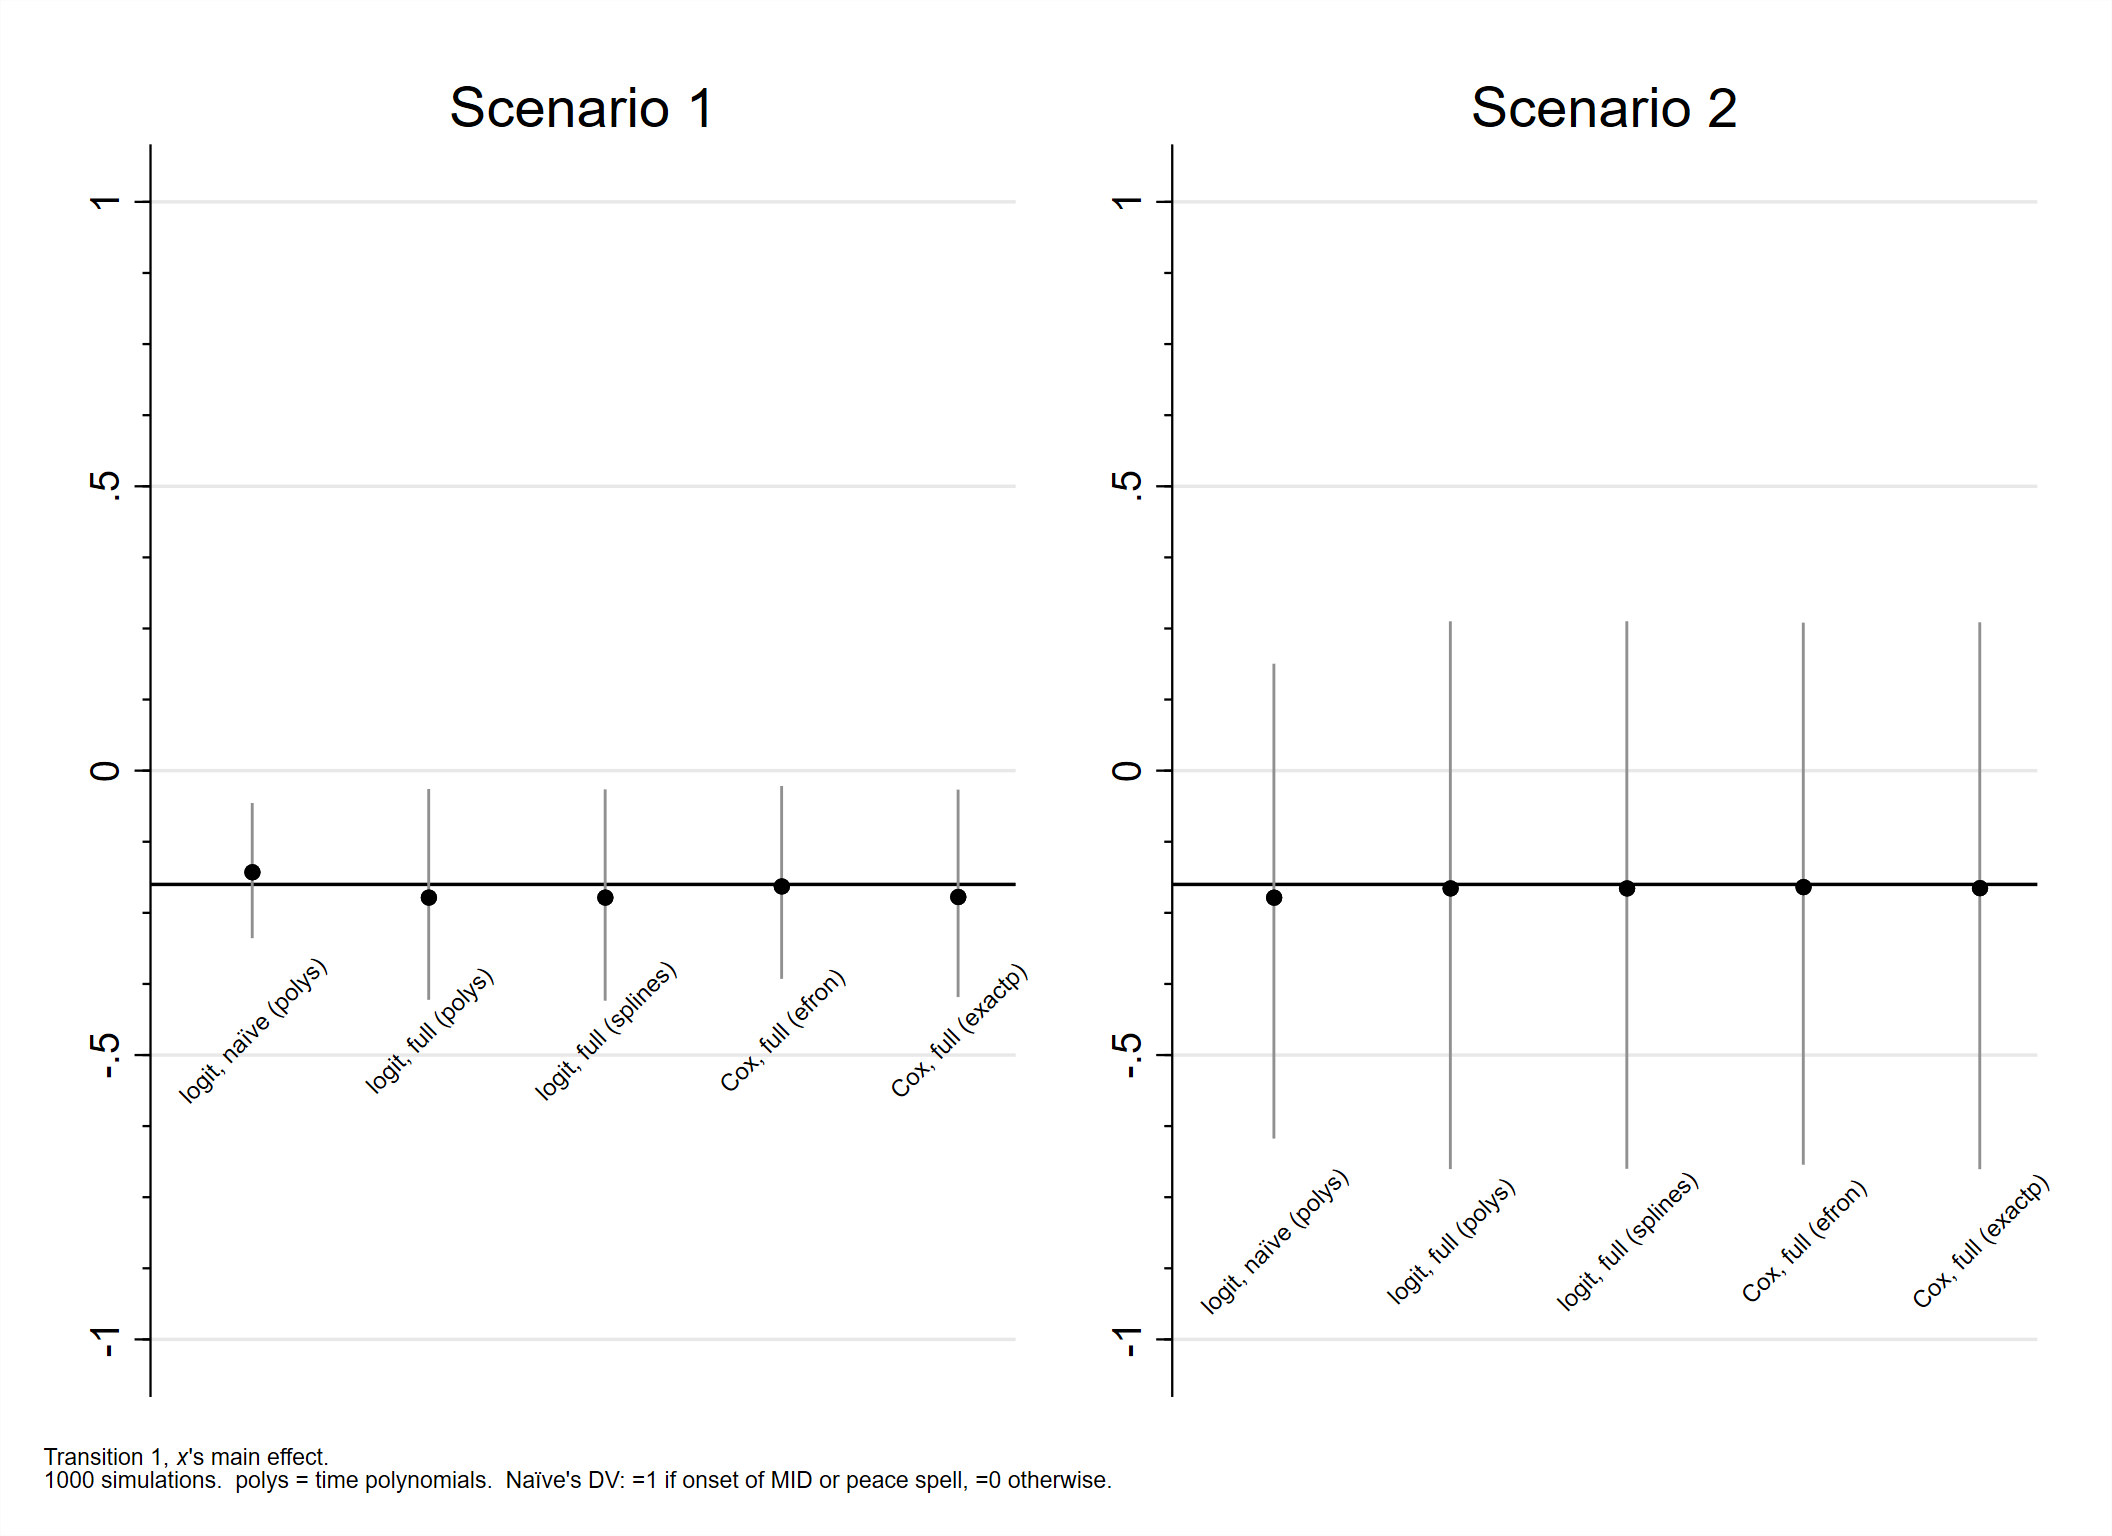 Scenario 1
1
.5
0
-.5
-1
logit, naïve (polys)
logit, full (polys)
logit, full (splines)
Cox, full (efron)
Cox, full (exactp)
Scenario 2
1
.5
0
-.5
-1
logit, naïve (polys)
logit, full (polys)
logit, full (splines)
Cox, full (efron)
Cox, full (exactp)
Transition 1, x's main effect.
1000 simulations.  polys = time polynomials.  Naïve's DV: =1 if onset of MID or peace spell, =0 otherwise.